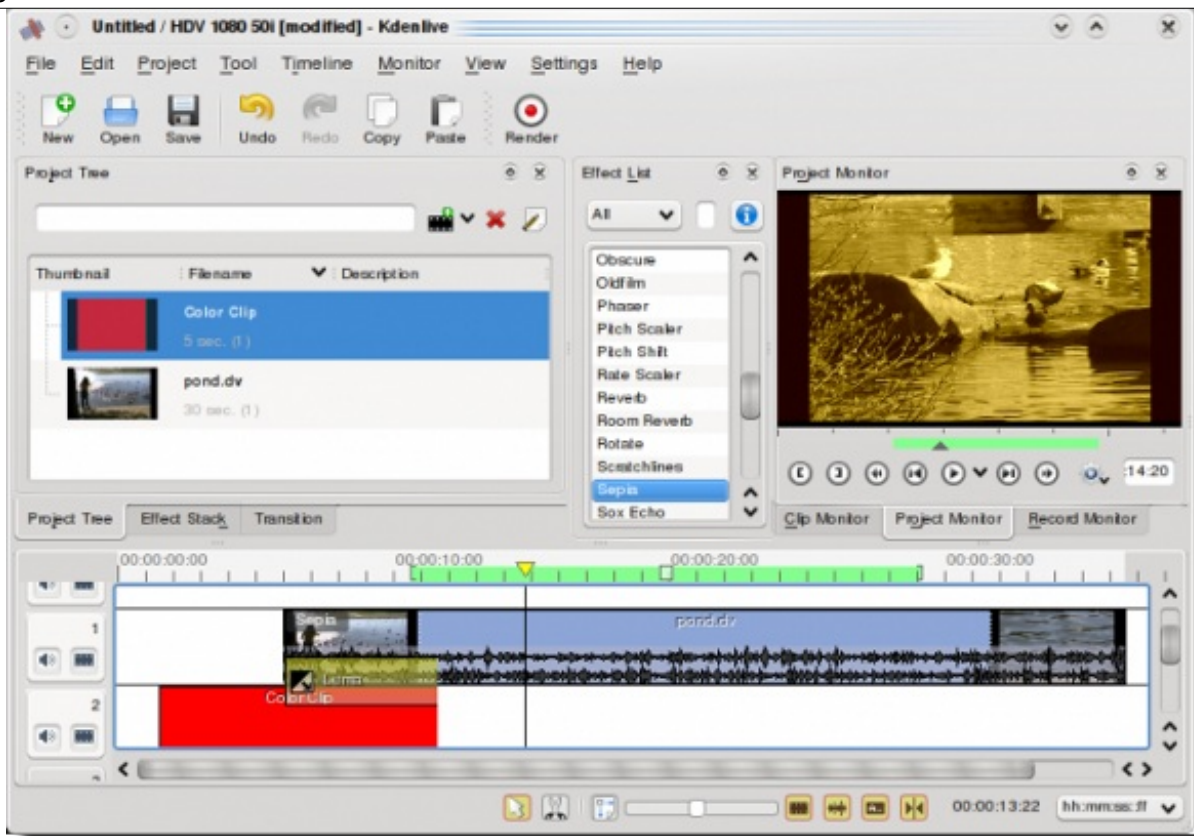 Untitled / HDV 1080 50i [modified] - Kdenlive
File Edit Project Tool Timeline Monitor View Settings Help
New Open Save Undo Redo Copy Paste Render
Project Tree
Effect List
Project Monitor
All
Thumbnail Filename Description
Color Clip
5 sec. (1)
pond.dv
30 sec. (1)
Obscure
Oldfilm
Phaser
Pitch Scaler
Pitch Shift
Rate Scaler
Reverb
Room Reverb
Rotate
Scratchlines
Sepia
Sox Echo
:14:20
Project Tree Effect Stack Transition
Clip Monitor Project Monitor Record Monitor
00:00:00:00 00:00:10:00 00:00:20:00 00:00:30:00
1
Sepia
pond.dv
Luma
2
Color Clip
00:00:13:22 hh:mm:ss::ff